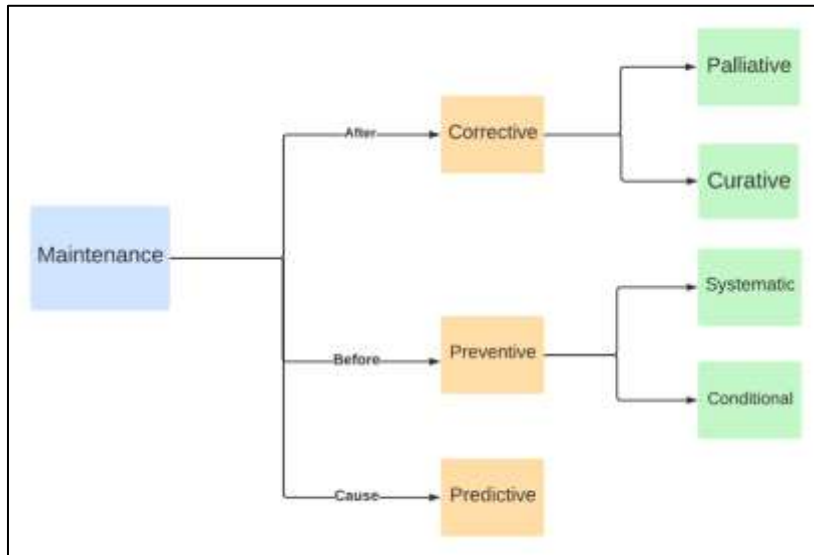 Maintenance
After
Corrective
Palliative
Curative
Before
Preventive
Systematic
Conditional
Cause
Predictive